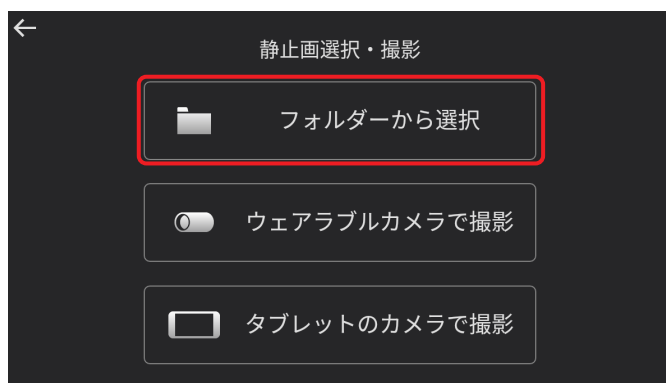 静止画選択・撮影
フォルダーから選択
ウェアラブルカメラで撮影
タブレットのカメラで撮影